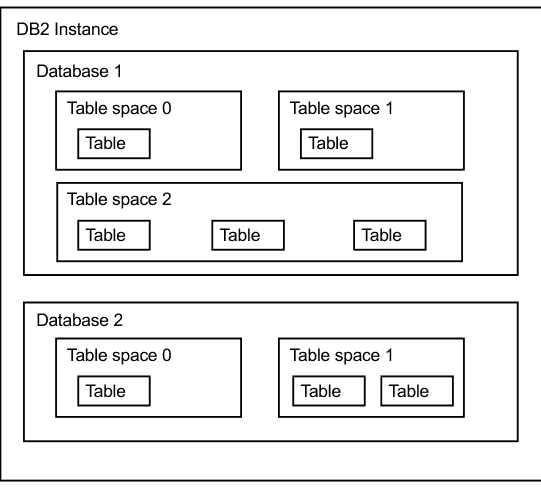 DB2 Instance
Database 1
Table space 0
Table
Table space 1
Table
Table space 2
Table
Table
Table
Database 2
Table space 0
Table
Table space 1
Table
Table